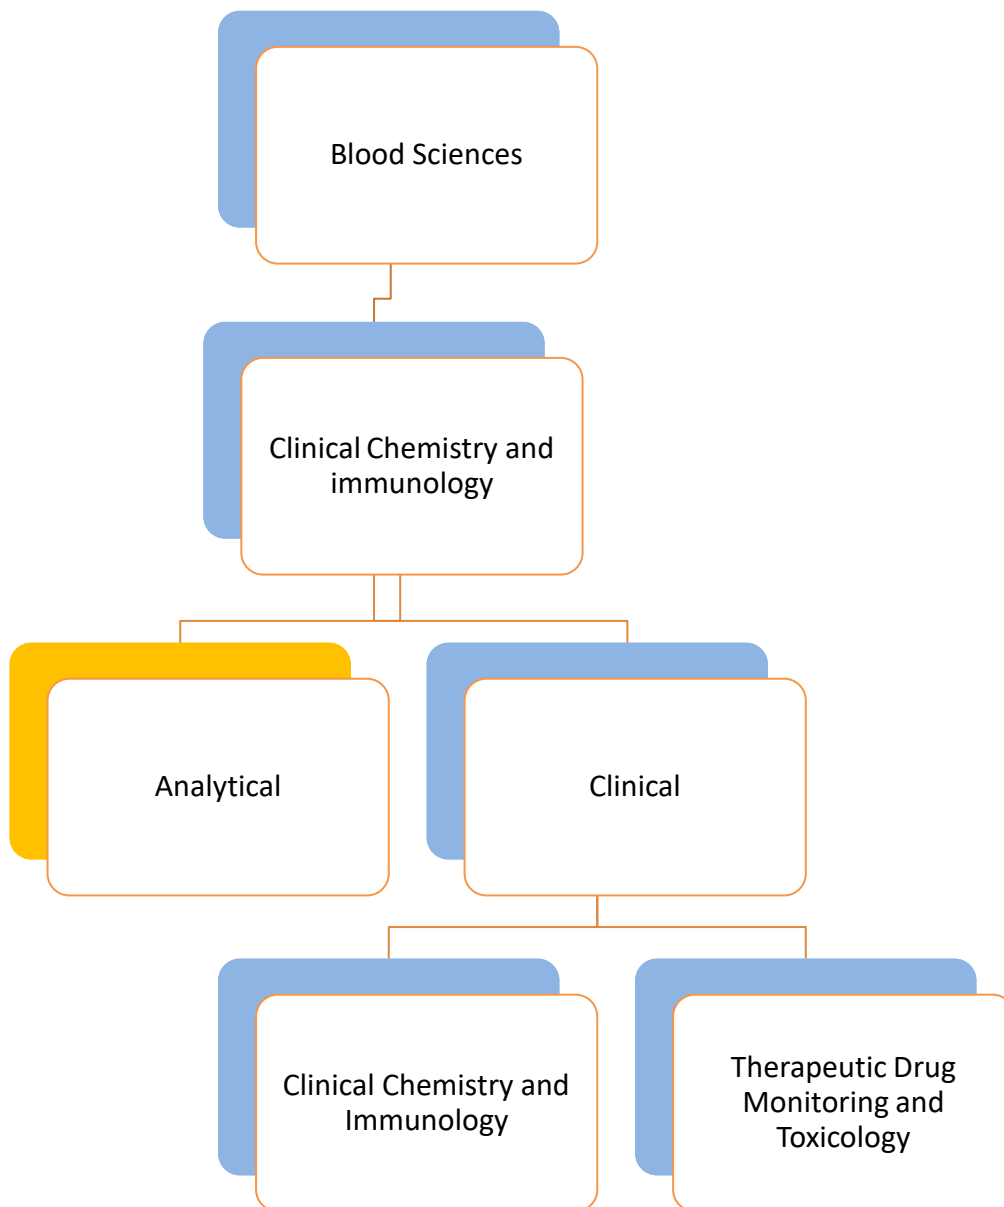 Blood Sciences
Clinical Chemistry and
immunology
Analytical
Clinical
Clinical Chemistry and
Immunology
Therapeutic Drug
Monitoring and
Toxicology